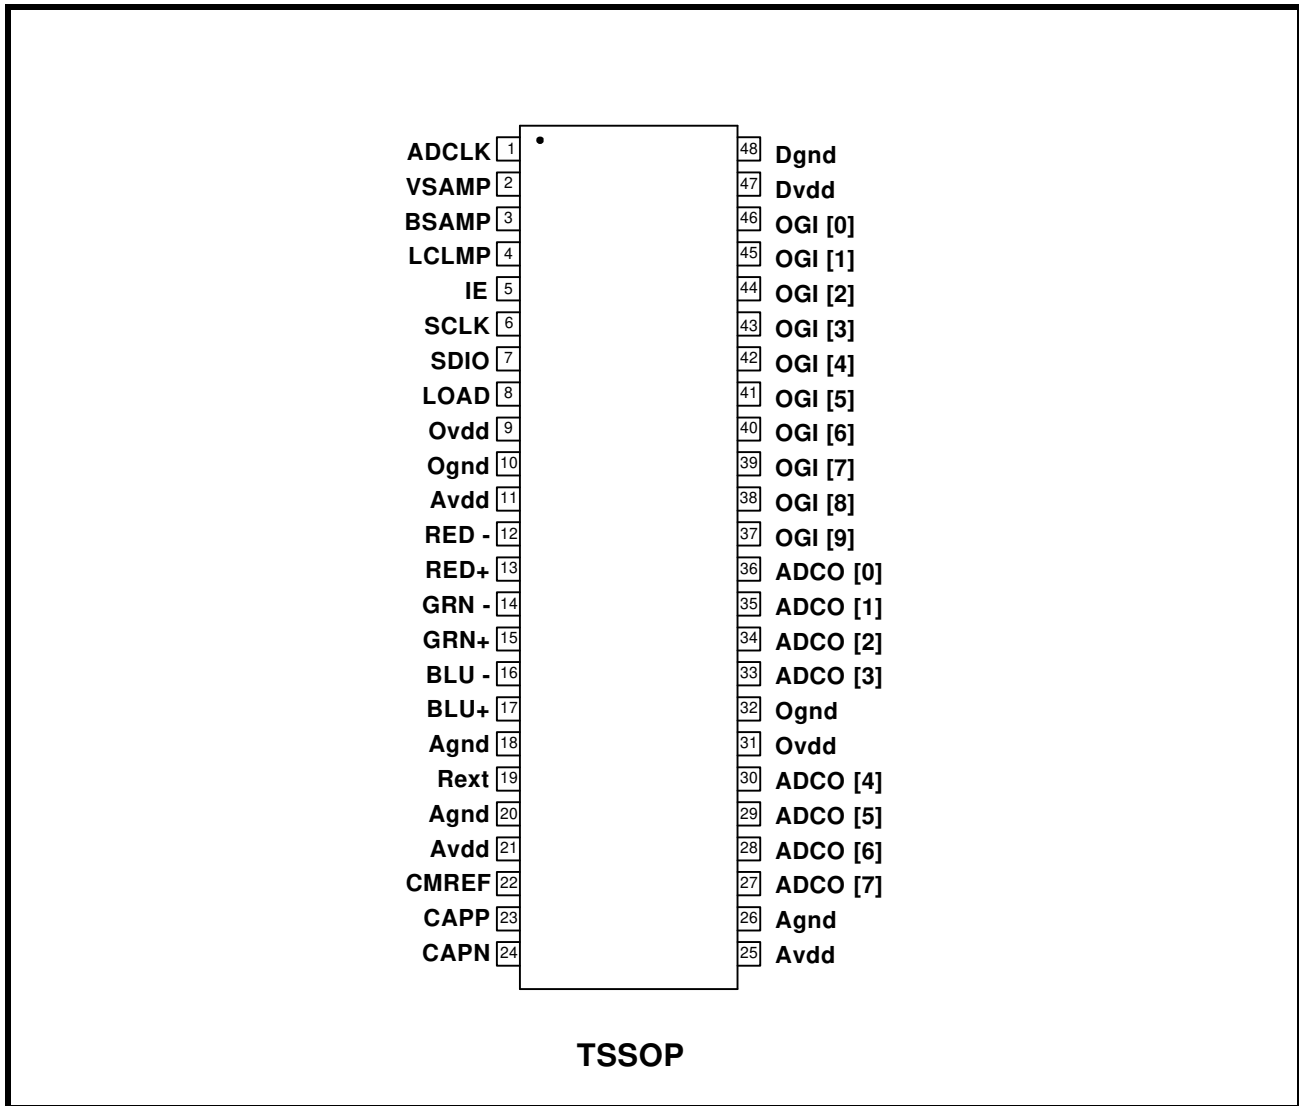 ADCLK 1 48 Dgnd
VSAMP 2 47 Dvdd
BSAMP 3 46 OGI [0]
LCLMP 4 45 OGI [1]
IE 5 44 OGI [2]
SCLK 6 43 OGI [3]
SDIO 7 42 OGI [4]
LOAD 8 41 OGI [5]
Ovdd 9 40 OGI [6]
Ognd 10 39 OGI [7]
Avdd 11 38 OGI [8]
RED - 12 37 OGI [9]
RED+ 13 36 ADCO [0]
GRN - 14 35 ADCO [1]
GRN+ 15 34 ADCO [2]
BLU - 16 33 ADCO [3]
BLU+ 17 32 Ognd
Agnd 18 31 Ovdd
Rext 19 30 ADCO [4]
Agnd 20 29 ADCO [5]
Avdd 21 28 ADCO [6]
CMREF 22 27 ADCO [7]
CAPP 23 26 Agnd
CAPN 24 25 Avdd
TSSOP